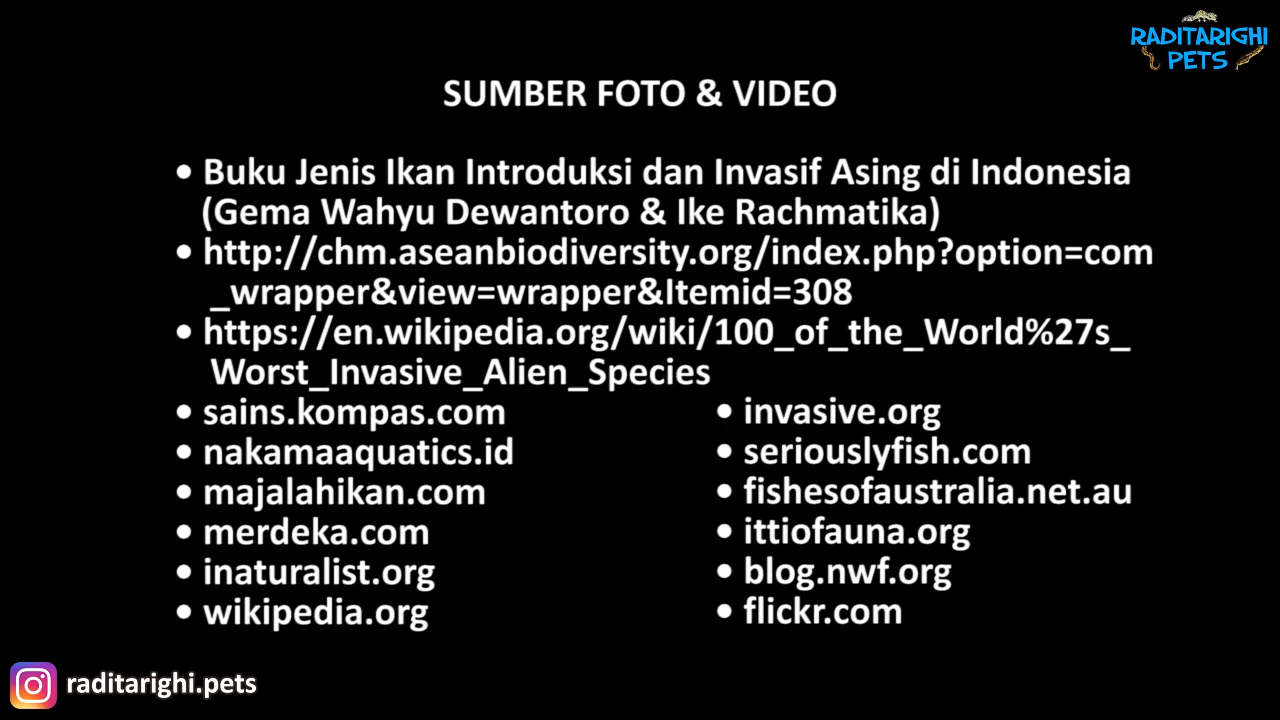 RADITARIGHI
PETS
SUMBER FOTO & VIDEO
• Buku Jenis Ikan Introduksi dan Invasif Asing di Indonesia
(Gema Wahyu Dewantoro & Ike Rachmatika)
• http://chm.aseanbiodiversity.org/index.php?option=com
_wrapper&view=wrapper&Itemid=308
• https://en.wikipedia.org/wiki/100_of_the_World%27s_
Worst_Invasive_Alien_Species
• sains.kompas.com
• nakamaaquatics.id
• majalahikan.com
• merdeka.com
• inaturalist.org
• wikipedia.org
• invasive.org
• seriouslyfish.com
• fishesofaustralia.net.au
• ittiofauna.org
• blog.nwf.org
• flickr.com
raditarighi.pets